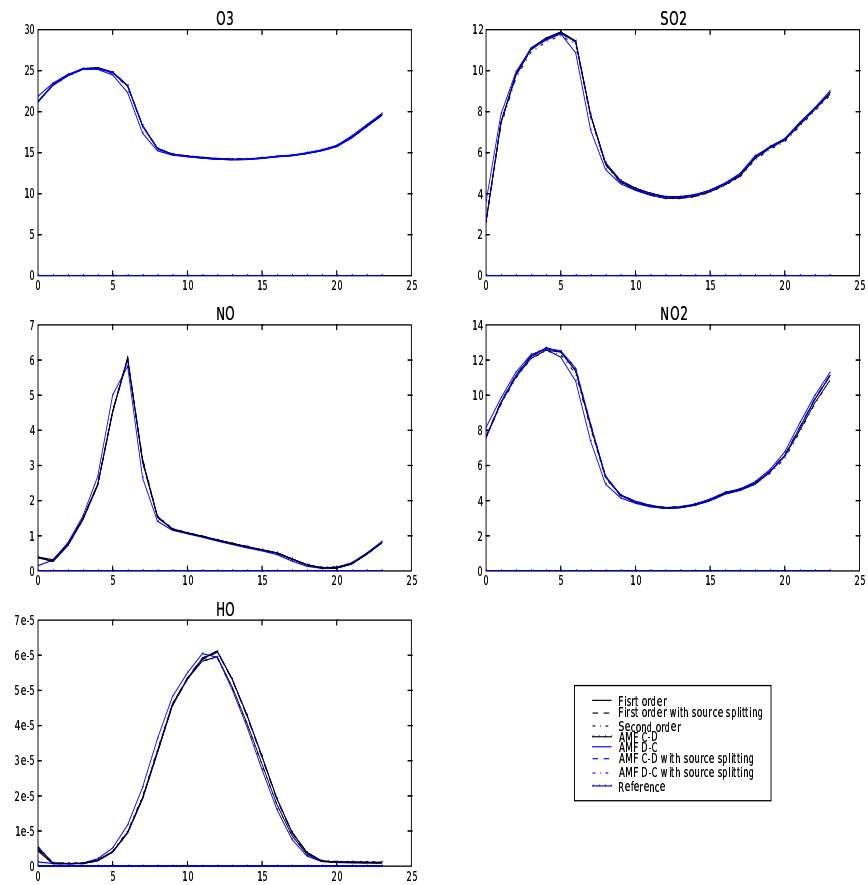 O3
30
25
20
15
10
5
0
0 5 10 15 20 25
SO2
12
10
8
6
4
2
0
0 5 10 15 20 25
NO
7
6
5
4
3
2
1
0
0 5 10 15 20 25
NO2
14
12
10
8
6
4
2
0
0 5 10 15 20 25
HO
7e-5
6e-5
5e-5
4e-5
3e-5
2e-5
1e-5
0
0 5 10 15 20 25
Fisrt order
First order with source splitting
Second order
AMF C-D
AMF D-C
AMF C-D with source splitting
AMF D-C with source splitting
Reference